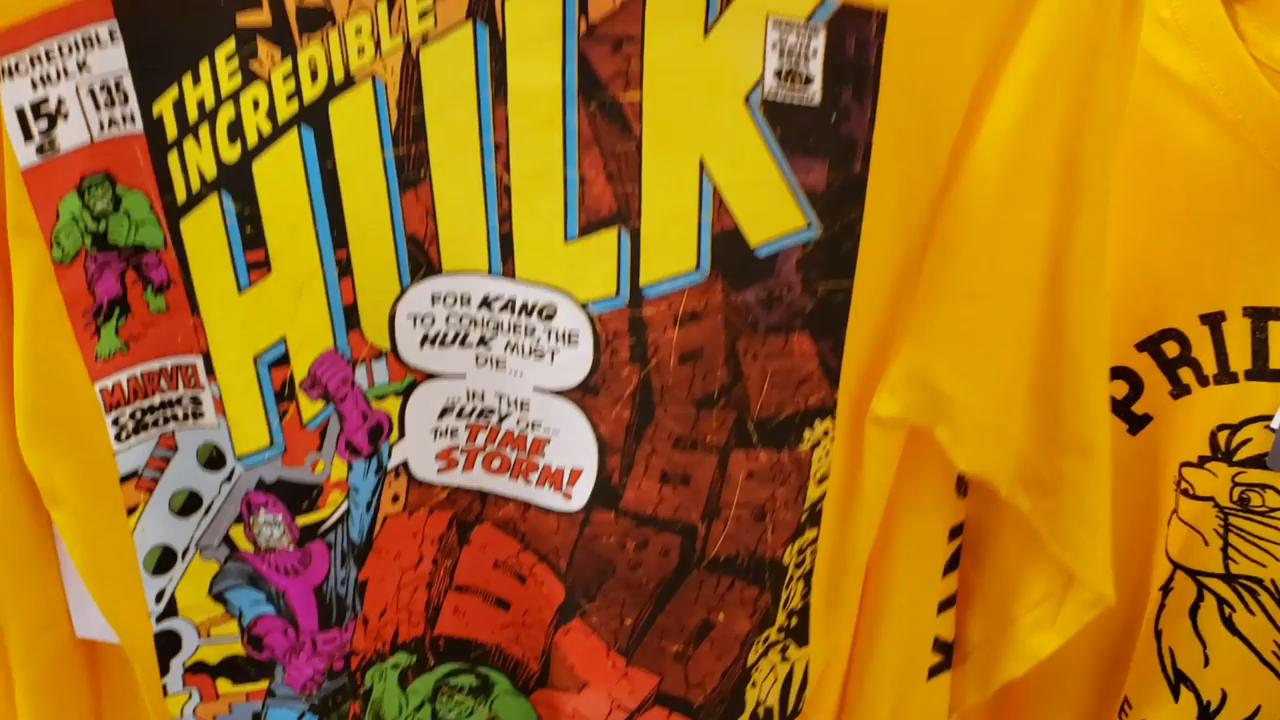 INCREDIBLE
HULK
15¢
135
JAN
THE
INCREDIBLE
HULK
MARVEL
COMICS
GROUP
FOR KANG
TO CONQUER, THE
HULK MUST
DIE...
...IN THE
FURY OF...
THE TIME
STORM!
PRID